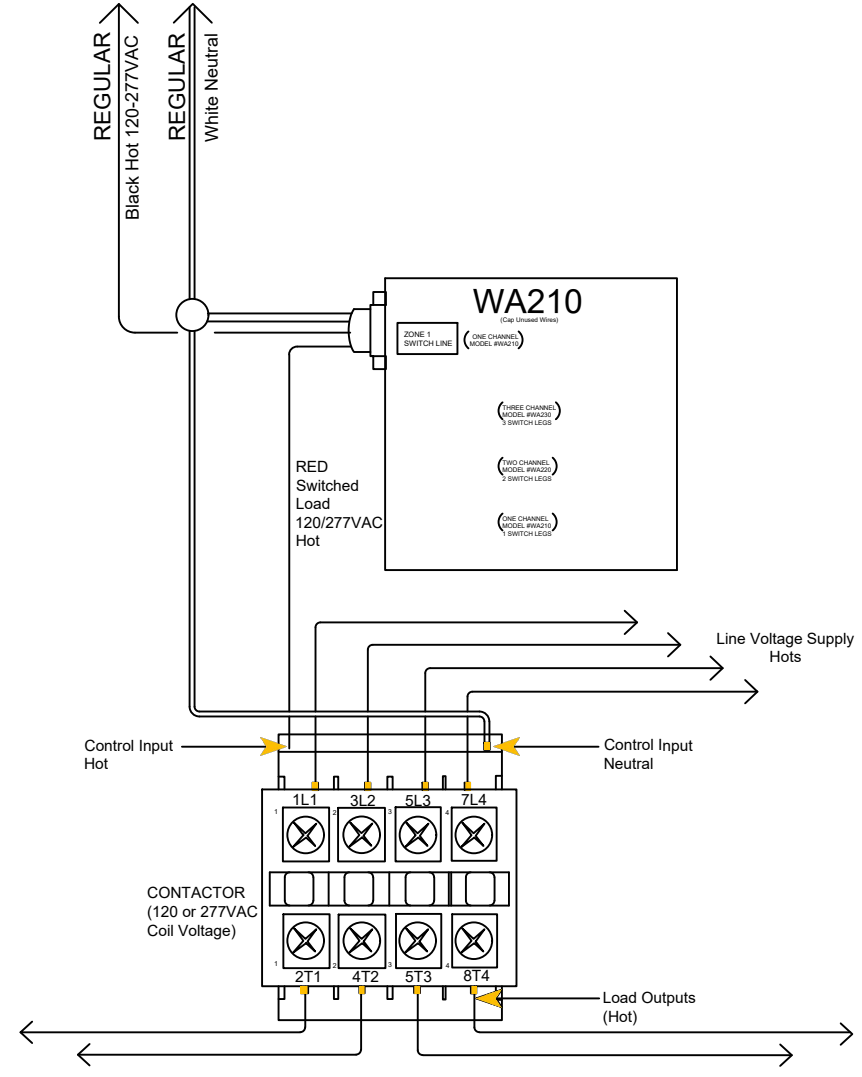 REGULAR
Black Hot 120-277VAC
REGULAR
White Neutral
WA210
(Cap Unused Wires)
ZONE 1
SWITCH LINE
ONE CHANNEL
MODEL #WA210
THREE CHANNEL
MODEL #WA230
3 SWITCH LEGS
TWO CHANNEL
MODEL #WA220
2 SWITCH LEGS
ONE CHANNEL
MODEL #WA210
1 SWITCH LEGS
RED
Switched
Load
120/277VAC
Hot
Line Voltage Supply
Hots
Control Input
Hot
Control Input
Neutral
1L1 3L2 5L3 7L4
1 2 3 4
CONTACTOR
(120 or 277VAC
Coil Voltage)
1 2 3 4
2T1 4T2 5T3 8T4
Load Outputs
(Hot)